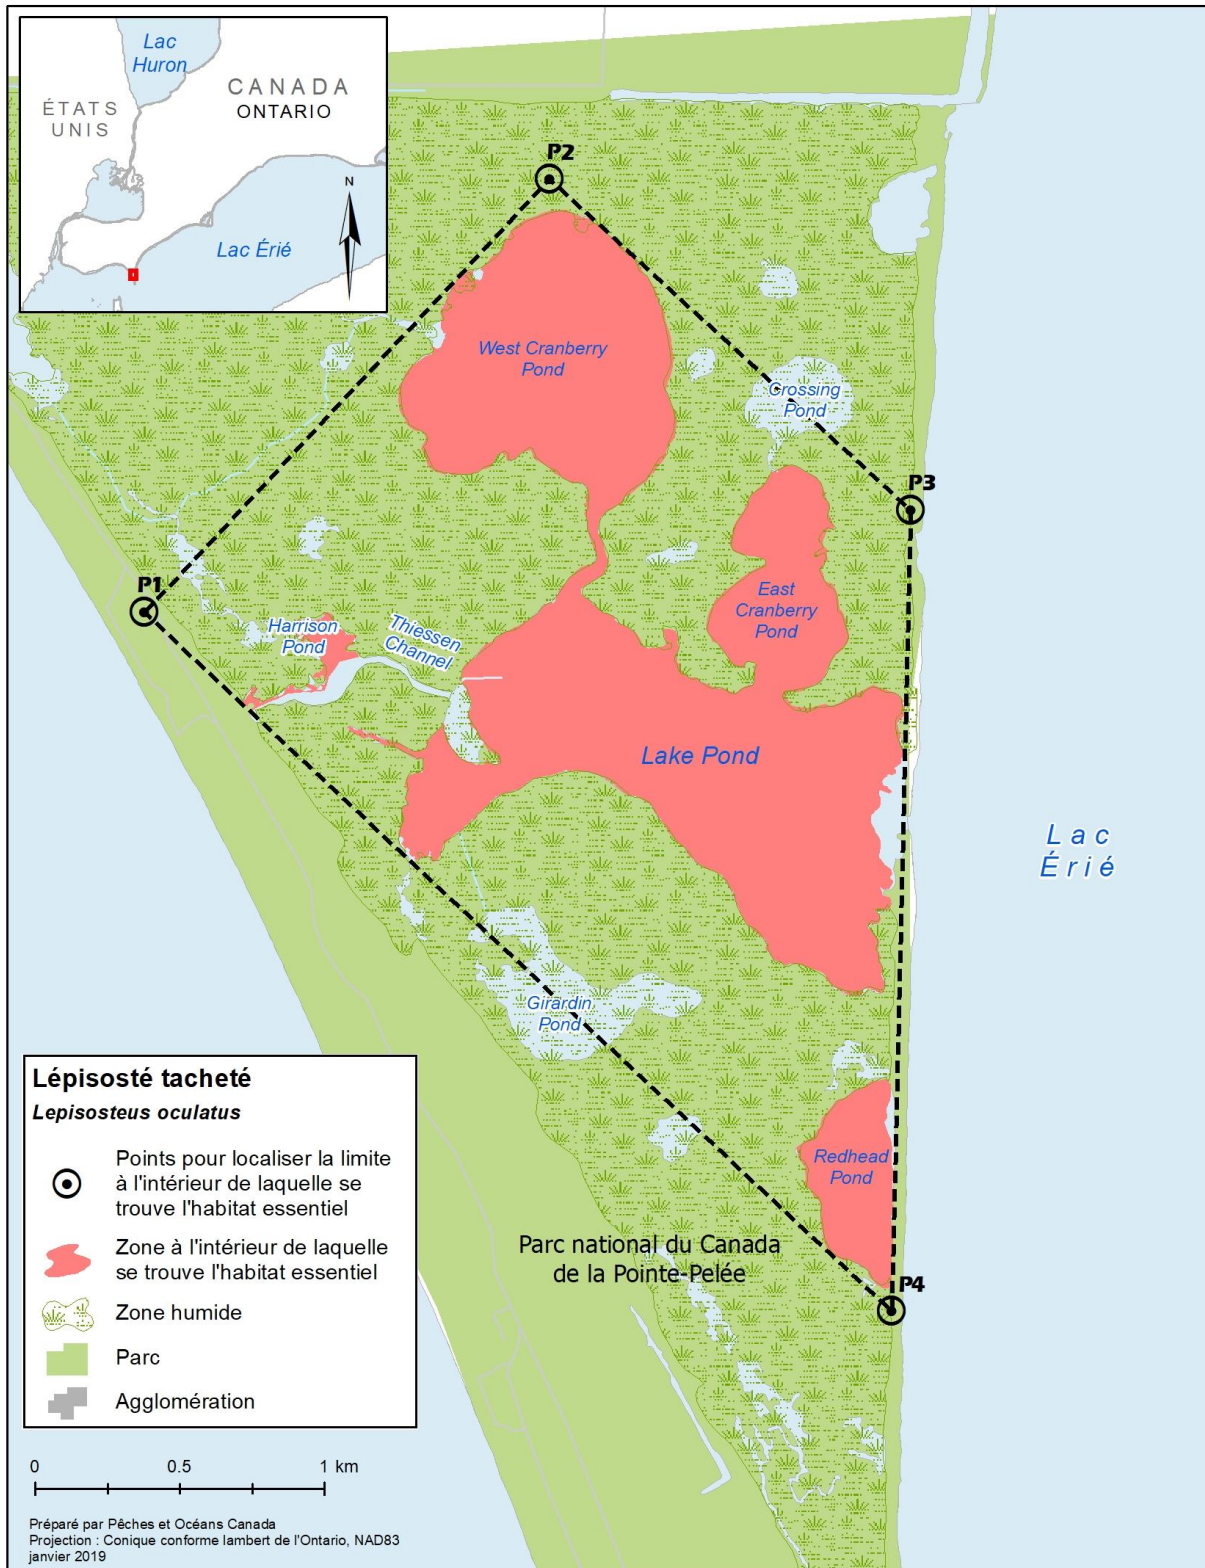 Lac
Huron
CANADA
ONTARIO
ÉTATS
UNIS
N
Lac Érié
P2
West Cranberry
Pond
Crossing
Pond
P3
P1
Harrison
Pond
Thiessen
Channel
East
Cranberry
Pond
Lake Pond
Lac
Érié
Girardin
Pond
Redhead
Pond
Parc national du Canada
de la Pointe-Pelée
P4
Lépisosté tacheté
Lepisosteus oculatus
Points pour localiser la limite
à l'intérieur de laquelle se
trouve l'habitat essentiel
Zone à l'intérieur de laquelle
se trouve l'habitat essentiel
Zone humide
Parc
Agglomération
0 0.5 1 km
Préparé par Pêches et Océans Canada
Projection : Conique conforme lambert de l'Ontario, NAD83
janvier 2019